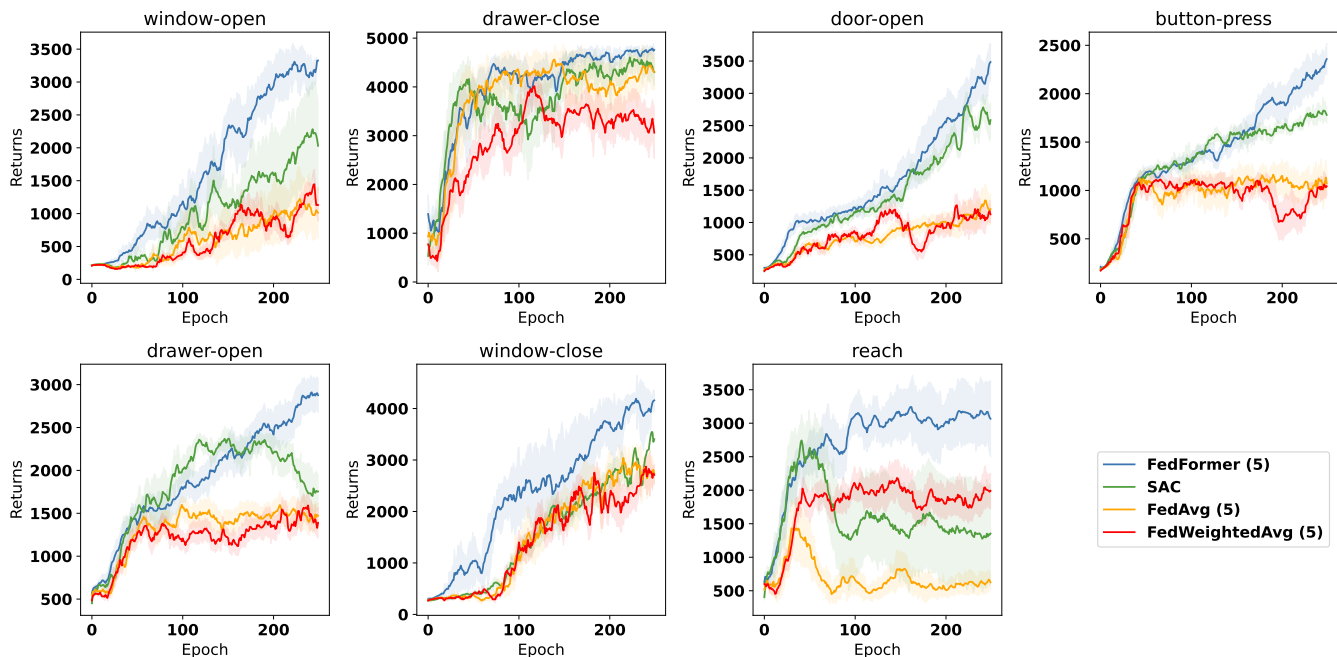 window-open
drawer-close
door-open
button-press
3500
3000
2500
2000
1500
1000
500
0
Returns
0
100
200
Epoch
5000
4000
3000
2000
1000
0
Returns
0
100
200
Epoch
3500
3000
2500
2000
1500
1000
500
Returns
0
100
200
Epoch
2500
2000
1500
1000
500
Returns
0
100
200
Epoch
drawer-open
window-close
reach
3000
2500
2000
1500
1000
500
Returns
0
100
200
Epoch
4000
3000
2000
1000
0
Returns
0
100
200
Epoch
3500
3000
2500
2000
1500
1000
500
Returns
0
100
200
Epoch
FedFormer (5)
SAC
FedAvg (5)
FedWeightedAvg (5)